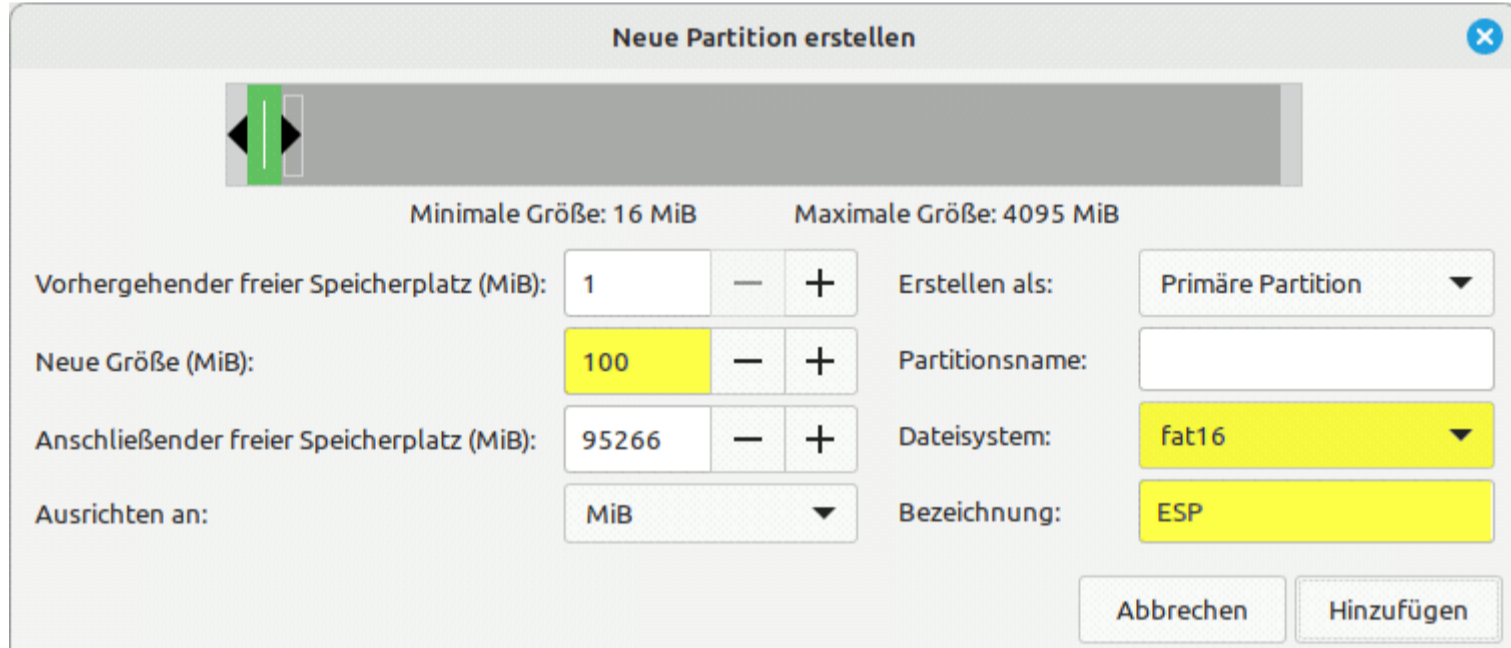 Neue Partition erstellen
Minimale Größe: 16 MiB Maximale Größe: 4095 MiB
Vorhergehender freier Speicherplatz (MiB): 1 — + Erstellen als: Primäre Partition
Neue Größe (MiB): 100 — + Partitionsname:
Anschließender freier Speicherplatz (MiB): 95266 — + Dateisystem: fat16
Ausrichten an: MiB Bezeichnung: ESP
Abbrechen Hinzufügen